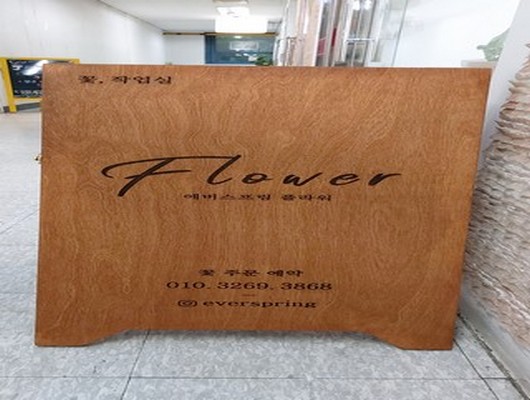 꽃, 작업실
Flower
에버스프링 플라워
꽃 주문 예약
010. 3269. 3868
everspring